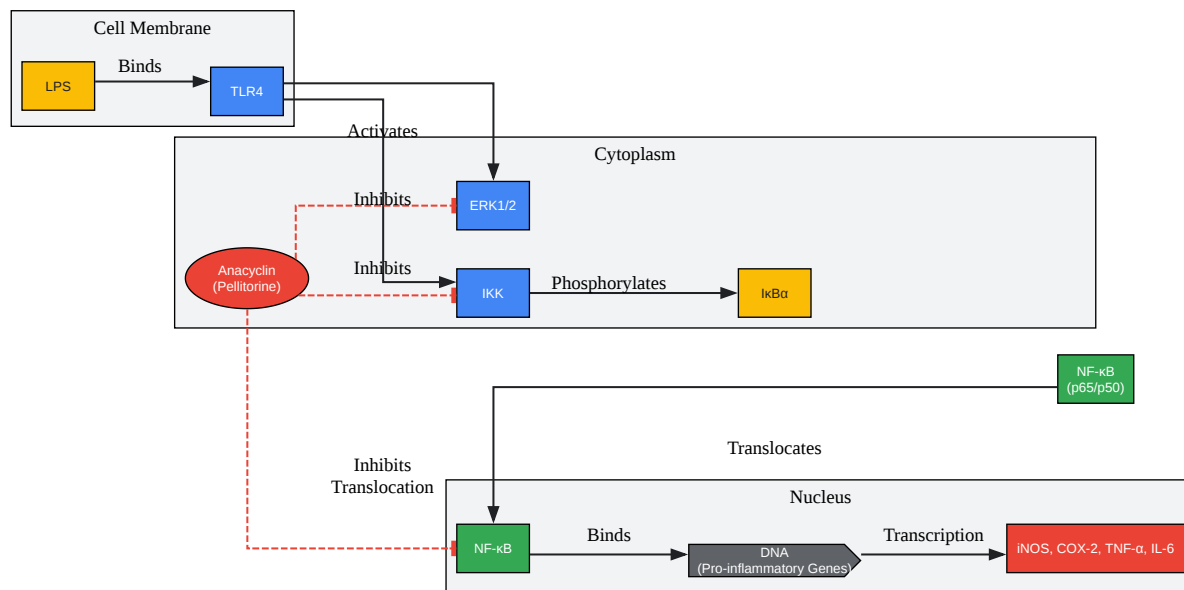 Cell Membrane
LPS
Binds
TLR4
Activates
Cytoplasm
Inhibits
ERK1/2
Anacyclin
(Pellitorine)
Inhibits
IKK
Phosphorylates
IκBα
NF-κB
(p65/p50)
Translocates
Inhibits
Translocation
Nucleus
NF-κB
Binds
DNA
(Pro-inflammatory Genes)
Transcription
iNOS, COX-2, TNF-α, IL-6